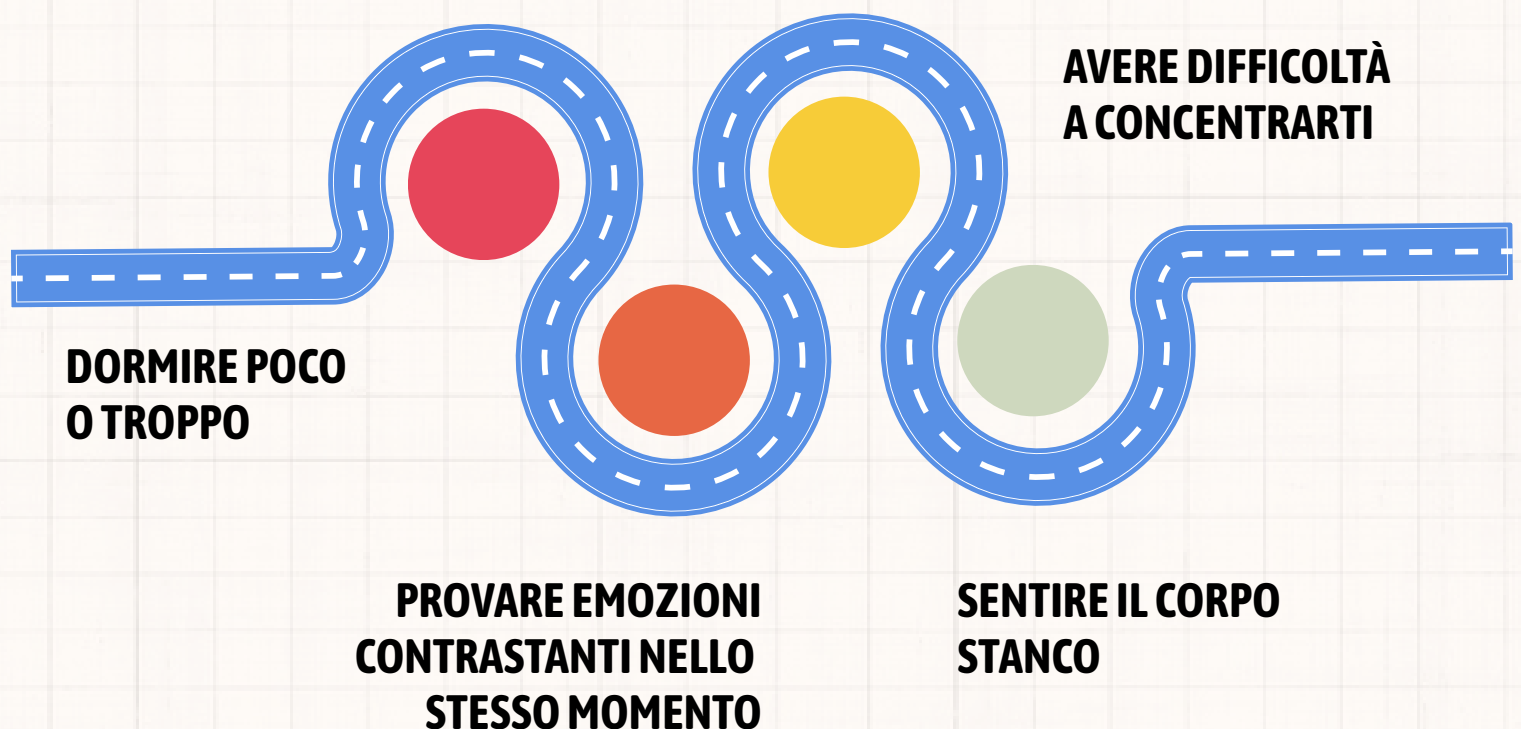 DORMIRE POCO
O TROPPO
PROVARE EMOZIONI
CONTRASTANTI NELLO
STESSO MOMENTO
AVERE DIFFICOLTÀ
A CONCENTRARTI
SENTIRE IL CORPO
STANCO